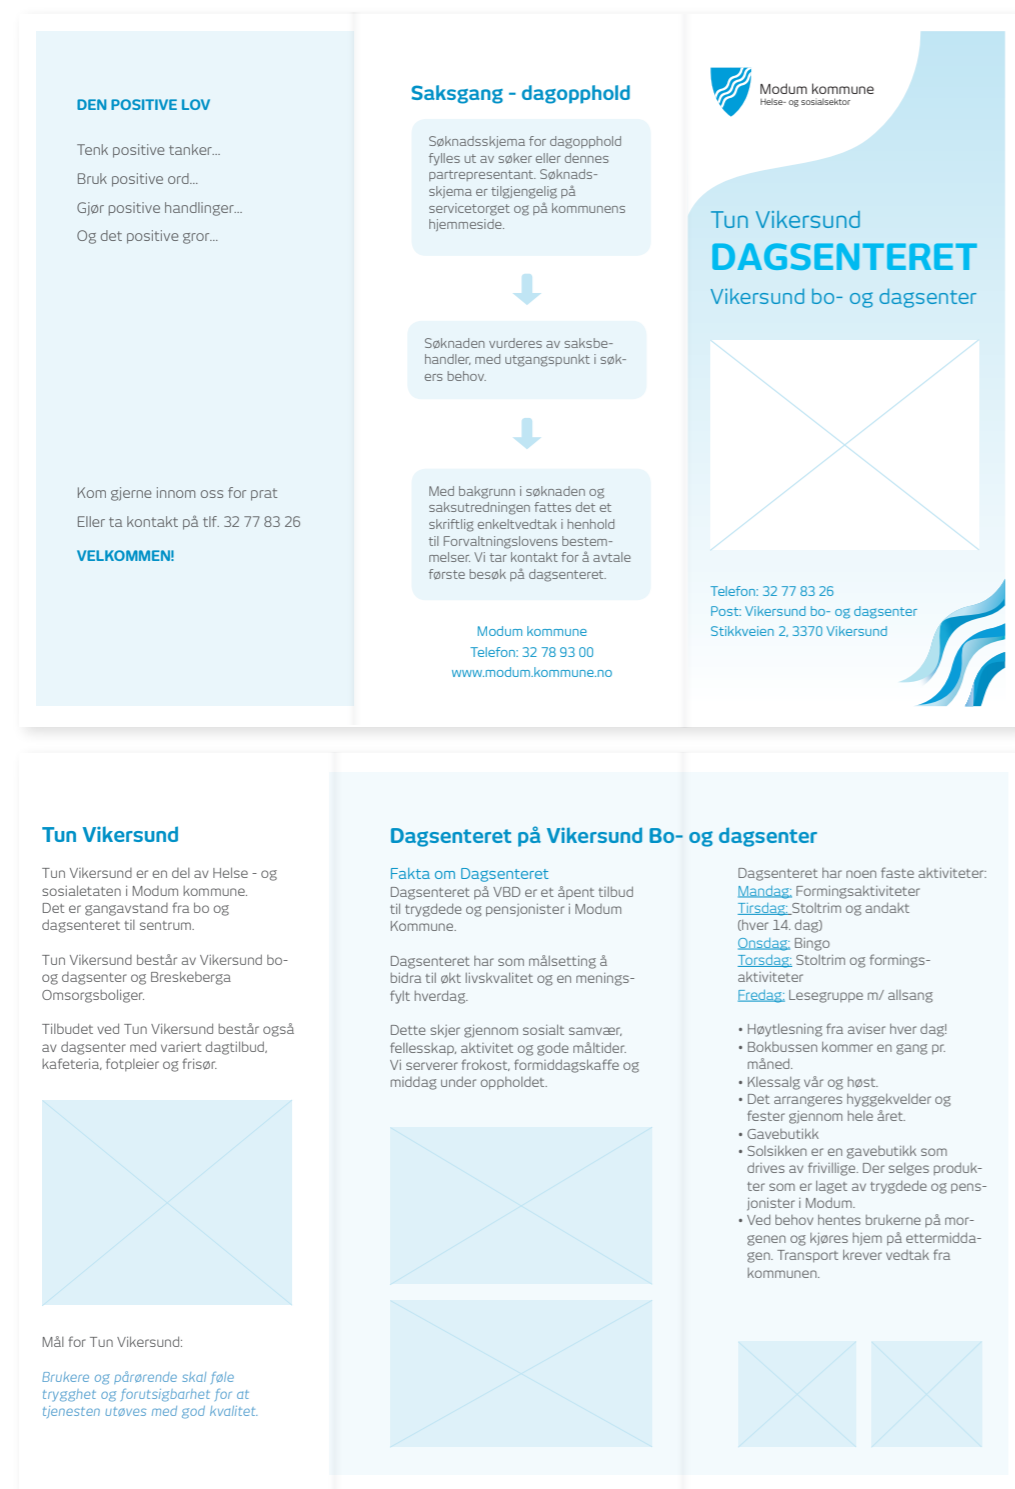 DEN POSITIVE LOV
Tenk positive tanker...
Bruk positive ord...
Gjør positive handlinger...
Og det positive gror...
Kom gjerne innom oss for prat
Eller ta kontakt på tlf. 32 77 83 26
VELKOMMEN!
Saksgang - dagopphold
Søknadsskjema for dagopphold
fylles ut av søker eller dennes
partrepresentant. Søknads-
skjema er tilgjengelig på
servicetorget og på kommunens
hjemmeside.
Søknaden vurderes av saksbe-
handler, med utgangspunkt i søk-
ers behov.
Med bakgrunn i søknaden og
saksutredningen fattes det et
skriftlig enkeltvedtak i henhold
til Forvaltningslovens bestem-
melser. Vi tar kontakt for å avtale
første besøk på dagsenteret.
Modum kommune
Telefon: 32 78 93 00
www.modum.kommune.no
Modum kommune
Helse- og sosialsektor
Tun Vikersund
DAGSENTERET
Vikersund bo- og dagsenter
Telefon: 32 77 83 26
Post: Vikersund bo- og dagsenter
Stikkveien 2, 3370 Vikersund
Tun Vikersund
Tun Vikersund er en del av Helse - og
sosialetaten i Modum kommune.
Det er gangavstand fra bo og
dagsenteret til sentrum.
Tun Vikersund består av Vikersund bo-
og dagsenter og Breskeberga
Omsorgsboliger.
Tilbudet ved Tun Vikersund består også
av dagsenter med variert dagtilbud,
kafeteria, fotpleier og frisør.
Mål for Tun Vikersund:
Brukere og pårørende skal føle
trygghet og forutsigbarhet for at
tjenesten utøves med god kvalitet.
Dagsenteret på Vikersund Bo- og dagsenter
Fakta om Dagsenteret
Dagsenteret på VBD er et åpent tilbud
til trygdede og pensjonister i Modum
Kommune.
Dagsenteret har som målsetting å
bidra til økt livskvalitet og en menings-
fylt hverdag.
Dette skjer gjennom sosialt samvær,
fellesskap, aktivitet og gode måltider.
Vi serverer frokost, formiddagskaffe og
middag under oppholdet.
Dagsenteret har noen faste aktiviteter:
Mandag: Formingsaktiviteter
Tirsdag: Stoltrim og andakt
(hver 14. dag)
Onsdag: Bingo
Torsdag: Stoltrim og formings-
aktiviteter
Fredag: Lesegruppe m/ allsang
• Høytlesning fra aviser hver dag!
• Bokbussen kommer en gang pr.
måned.
• Klessalg vår og høst.
• Det arrangeres hyggekvelder og
fester gjennom hele året.
• Gavebutikk
• Solsikken er en gavebutikk som
drives av frivillige. Der selges produk-
ter som er laget av trygdede og pens-
jonister i Modum.
• Ved behov hentes brukerne på mor-
genen og kjøres hjem på ettermidda-
gen. Transport krever vedtak fra
kommunen.